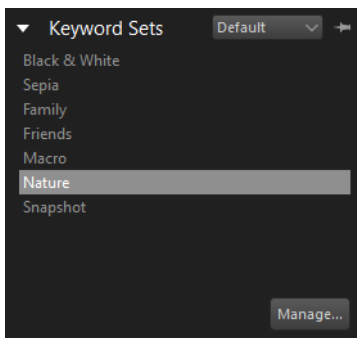 Keyword Sets Default
Black & White
Sepia
Family
Friends
Macro
Nature
Snapshot
Manage...